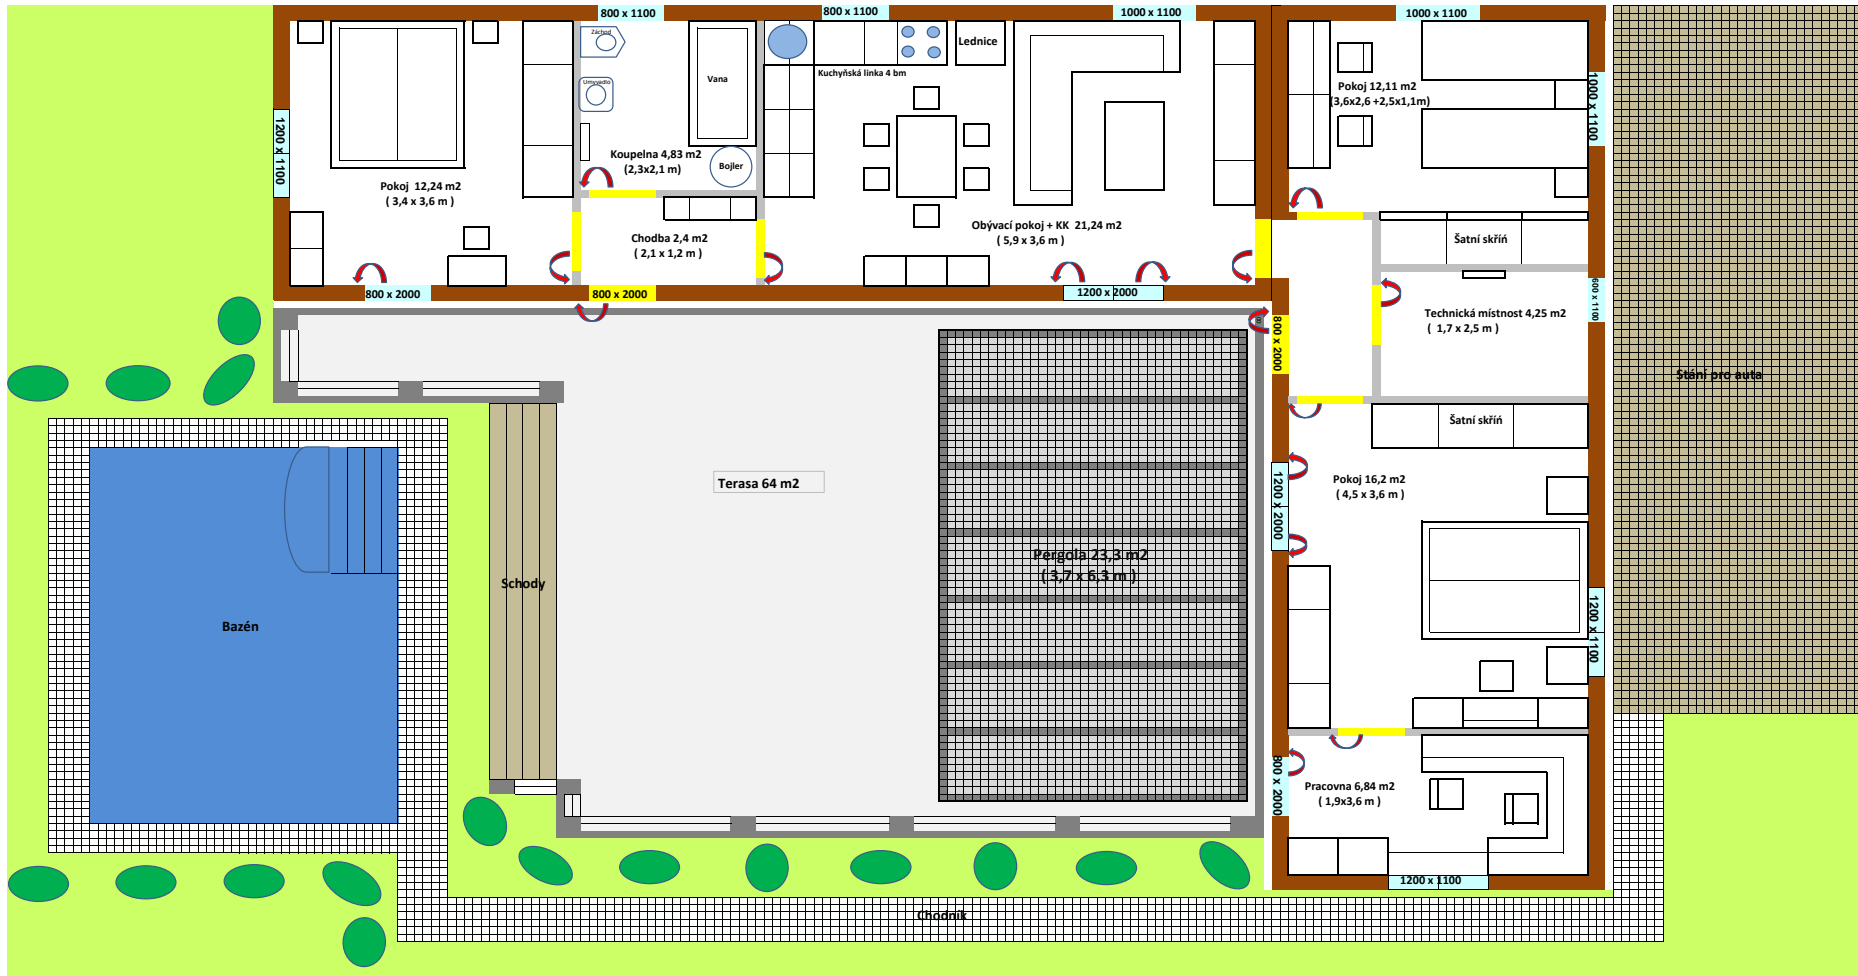 800 x 1100
800 x 1100
1000 x 1100
1000 x 1100
Záchod
Umyvadlo
Vana
Bojler
Koupelna 4,83 m2
(2,3x2,1 m)
Lednice
Kuchyňská linka 4 bm
Pokoj 12,11 m2
(3,6x2,6 +2,5x1,1m)
1000 x 1100
1200 x 1100
Pokoj 12,24 m2
( 3,4 x 3,6 m )
Chodba 2,4 m2
( 2,1 x 1,2 m )
Obývací pokoj + KK 21,24 m2
( 5,9 x 3,6 m )
Šatní skříň
800 x 2000
800 x 2000
1200 x 2000
600 x 1100
Technická místnost 4,25 m2
( 1,7 x 2,5 m )
800 x 2000
Stání pro auta
Šatní skříň
Terasa 64 m2
1200 x 2000
Pokoj 16,2 m2
( 4,5 x 3,6 m )
Pergola 23,3 m2
( 3,7 x 6,3 m )
Schody
Bazén
1200 x 1100
800 x 2000
Pracovna 6,84 m2
( 1,9x3,6 m )
1200 x 1100
Chodník